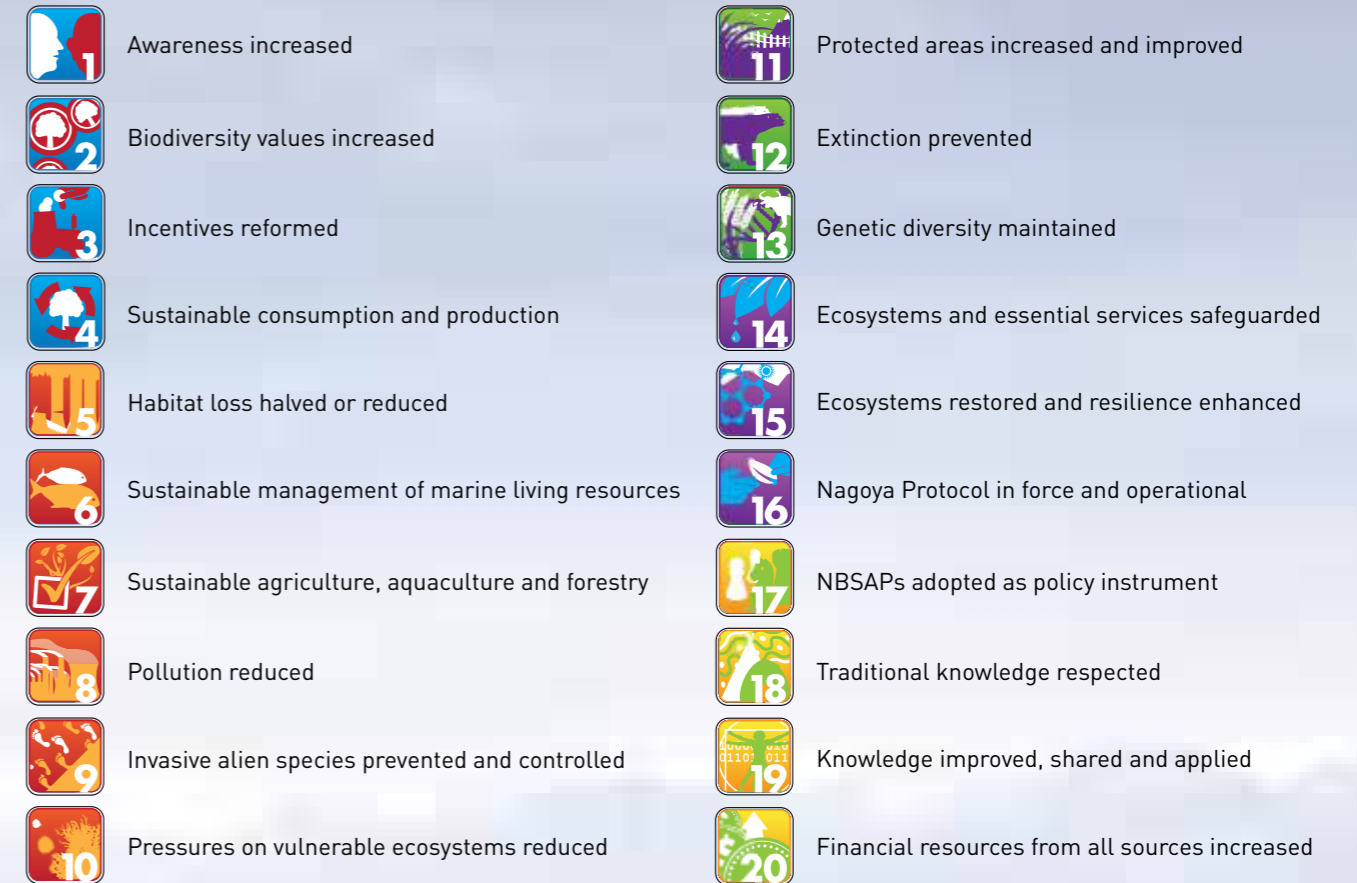 1 Awareness increased
2 Biodiversity values increased
3 Incentives reformed
4 Sustainable consumption and production
5 Habitat loss halved or reduced
6 Sustainable management of marine living resources
7 Sustainable agriculture, aquaculture and forestry
8 Pollution reduced
9 Invasive alien species prevented and controlled
10 Pressures on vulnerable ecosystems reduced
11 Protected areas increased and improved
12 Extinction prevented
13 Genetic diversity maintained
14 Ecosystems and essential services safeguarded
15 Ecosystems restored and resilience enhanced
16 Nagoya Protocol in force and operational
17 NBSAPs adopted as policy instrument
18 Traditional knowledge respected
19 Knowledge improved, shared and applied
20 Financial resources from all sources increased